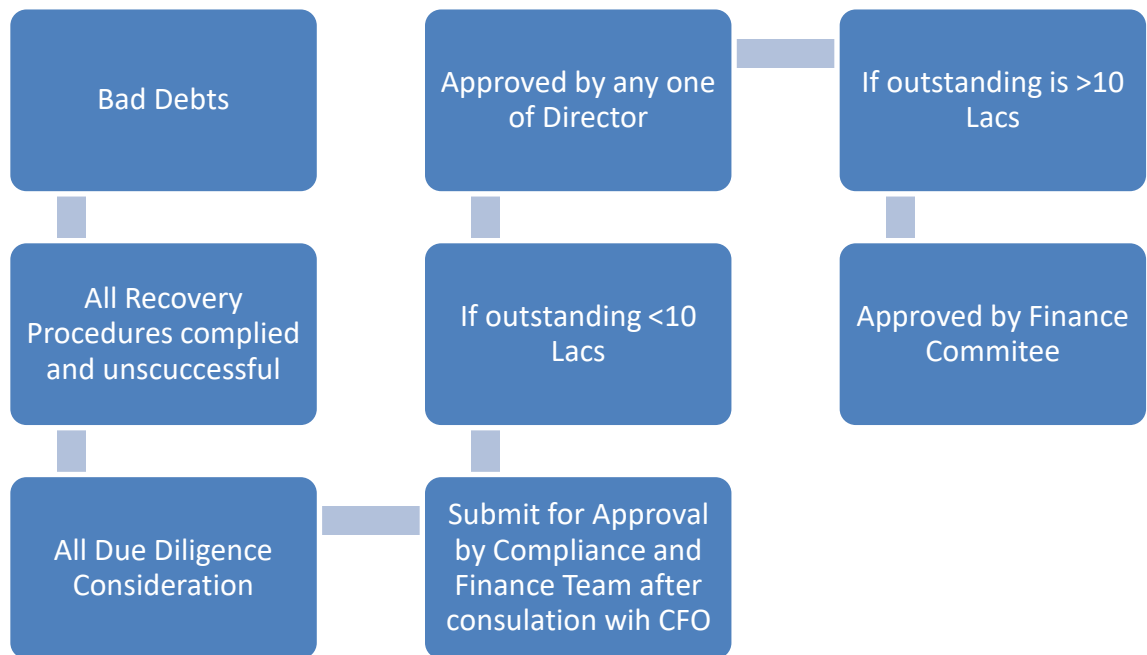 Bad Debts
All Recovery
Procedures complied
and unscuccessful
All Due Diligence
Consideration
Submit for Approval
by Compliance and
Finance Team after
consulation wih CFO
If outstanding <10
Lacs
Approved by any one
of Director
If outstanding is >10
Lacs
Approved by Finance
Commitee